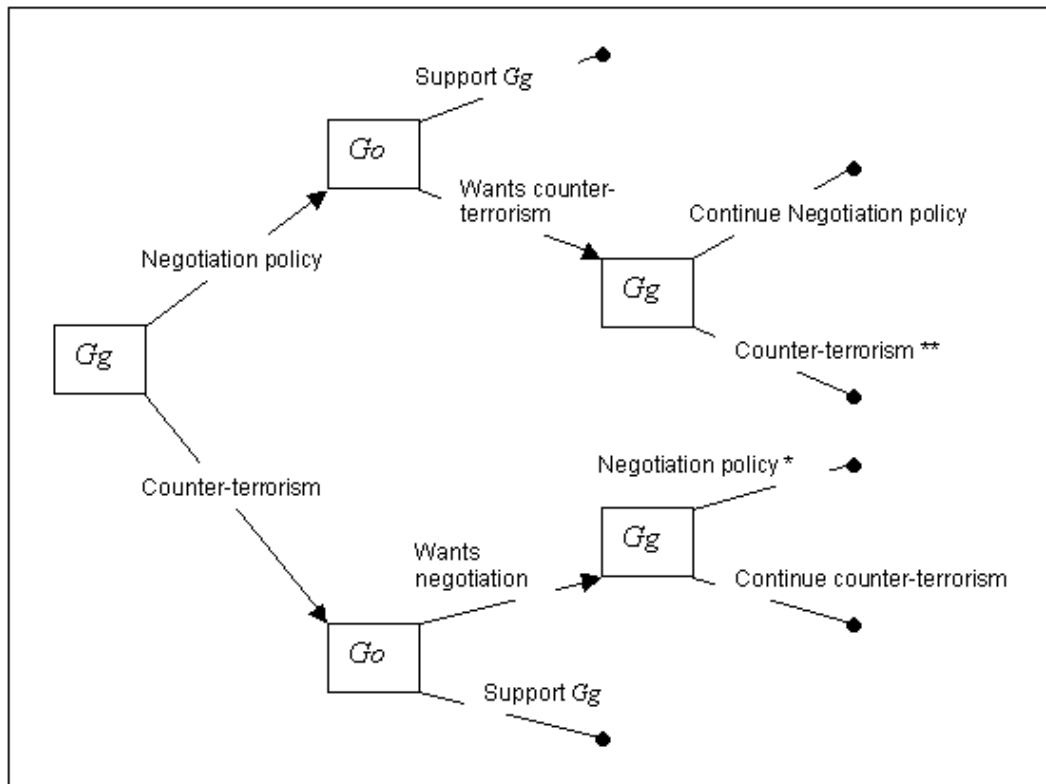 Support Gg
Go
Wants counter-
terrorism
Continue Negotiation policy
Negotiation policy
Gg
Gg
Counter-terrorism **
Negotiation policy *
Counter-terrorism
Gg
Wants
negotiation
Continue counter-terrorism
Go
Support Gg